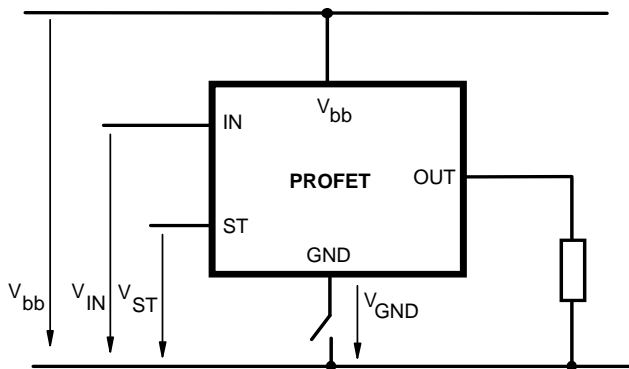 V_bb
IN
PROFET
OUT
ST
GND
V_bb
V_IN
V_ST
V_GND